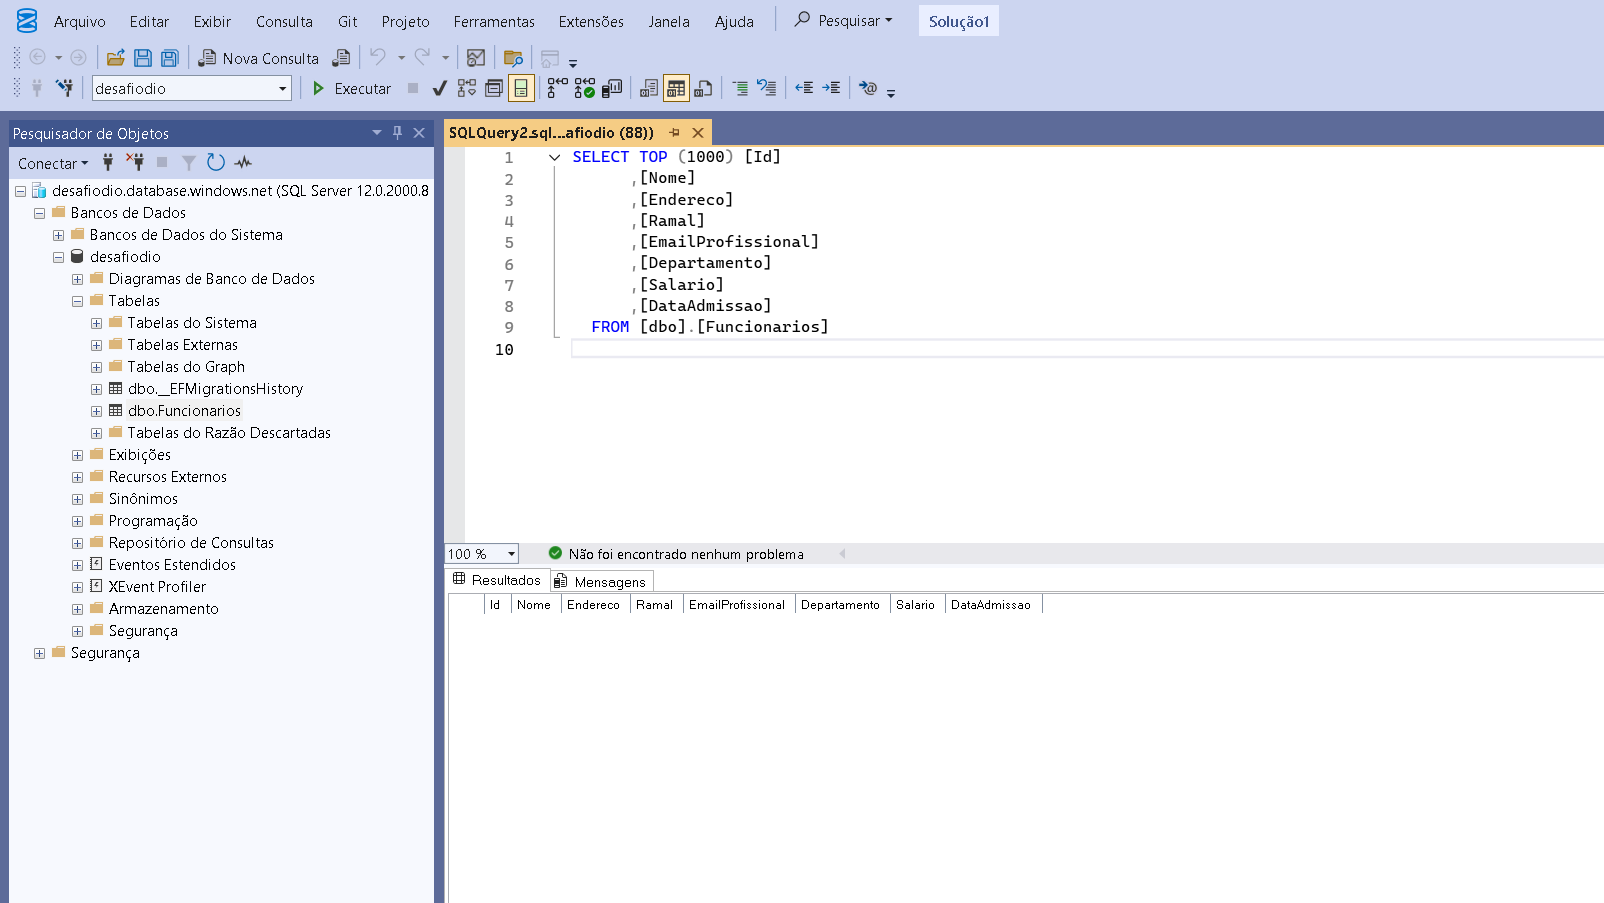 Arquivo Editar Exibir Consulta Git Projeto Ferramentas Extensões Janela Ajuda Pesquisar Solução1
Nova Consulta
desafiodio Executar
Pesquisador de Objetos
Conectar
desafiodio.database.windows.net (SQL Server 12.0.2000.8
Bancos de Dados
Bancos de Dados do Sistema
desafiodio
Diagramas de Banco de Dados
Tabelas
Tabelas do Sistema
Tabelas Externas
Tabelas do Graph
dbo.__EFMigrationsHistory
dbo.Funcionarios
Tabelas do Razão Descartadas
Exibições
Recursos Externos
Sinônimos
Programação
Repositório de Consultas
Eventos Estendidos
XEvent Profiler
Armazenamento
Segurança
Segurança
SQLQuery2.sql...afiodio (88))
1 SELECT TOP (1000) [Id]
2 ,[Nome]
3 ,[Endereco]
4 ,[Ramal]
5 ,[EmailProfissional]
6 ,[Departamento]
7 ,[Salario]
8 ,[DataAdmissao]
9 FROM [dbo].[Funcionarios]
10
100 % Não foi encontrado nenhum problema
Resultados Mensagens
Id Nome Endereco Ramal EmailProfissional Departamento Salario DataAdmissao